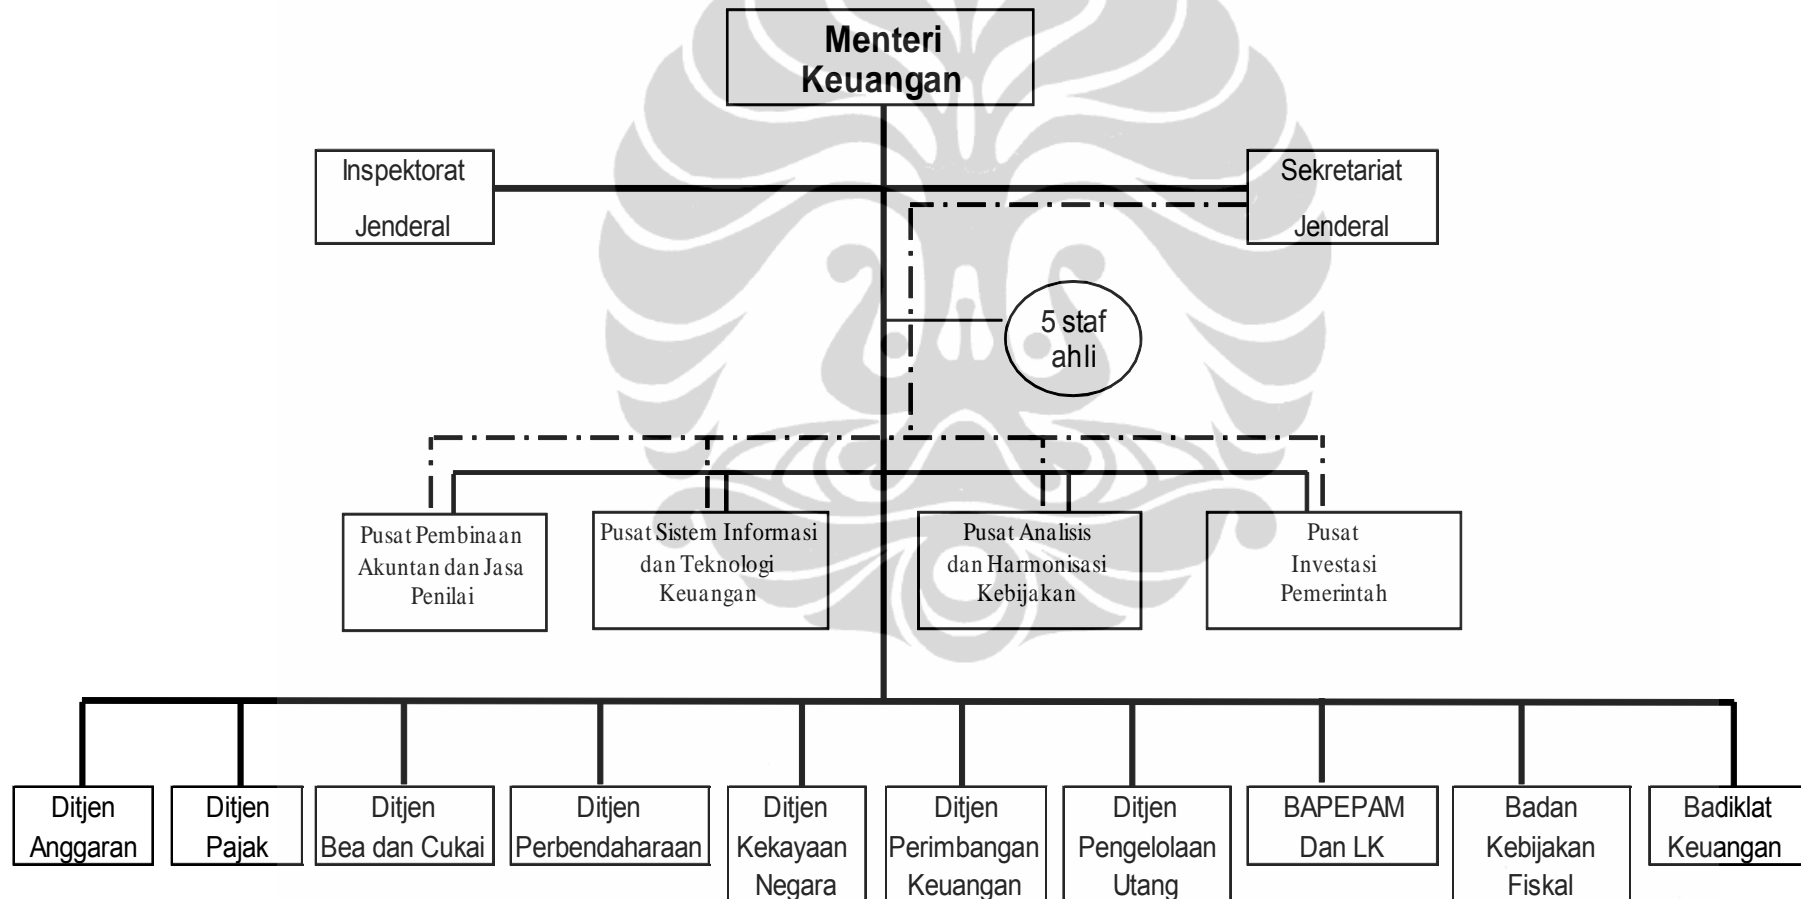 Menteri
Keuangan
Inspektorat
Jenderal
Sekretariat
Jenderal
5 staf
ahli
Pusat Pembinaan
Akuntan dan Jasa
Penilai
Pusat Sistem Informasi
dan Teknologi
Keuangan
Pusat Analisis
dan Harmonisasi
Kebijakan
Pusat
Investasi
Pemerintah
Ditjen
Anggaran
Ditjen
Pajak
Ditjen
Bea dan Cukai
Ditjen
Perbendaharaan
Ditjen
Kekayaan
Negara
Ditjen
Perimbangan
Keuangan
Ditjen
Pengelolaan
Utang
BAPEPAM
Dan LK
Badan
Kebijakan
Fiskal
Badiklat
Keuangan